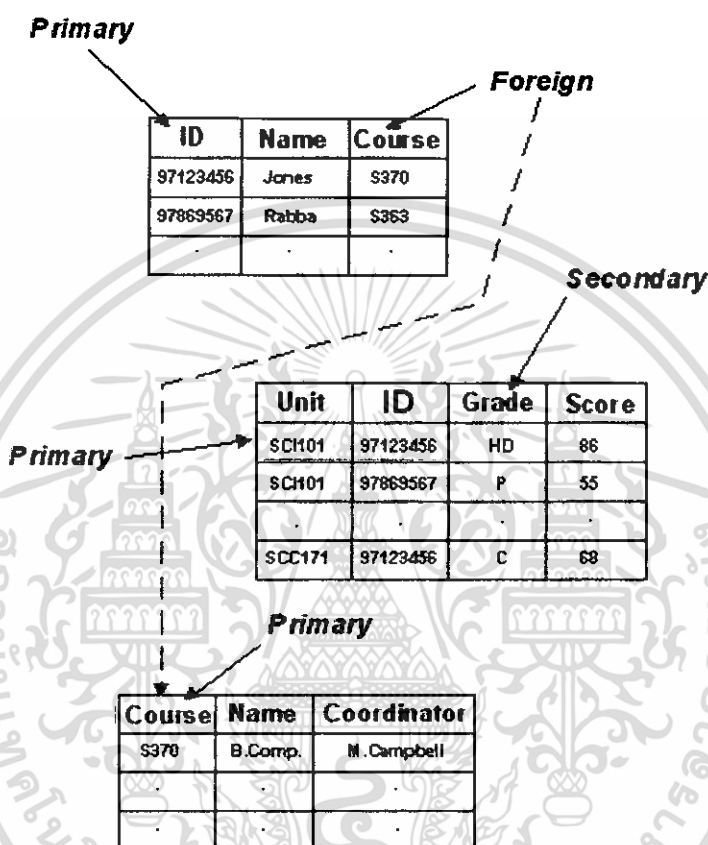 Primary
Foreign
ID Name Course
97123456 Jones S370
97869567 Rabba S363
. . .
Secondary
Unit ID Grade Score
Primary
SCI101 97123456 HD 86
SCI101 97869567 P 55
. . . .
SCC171 97123456 C 68
Primary
Course Name Coordinator
S370 B.Comp. M.Campbell
. . .
. . .